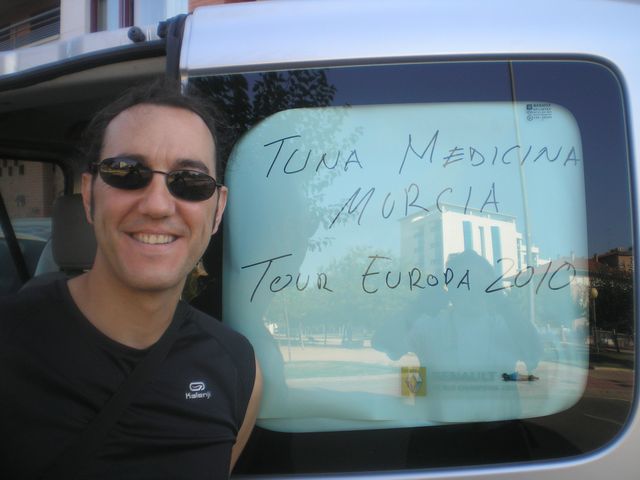 TUNA MEDICINA
MURCIA
TOUR EUROPA 2010
Kalenji